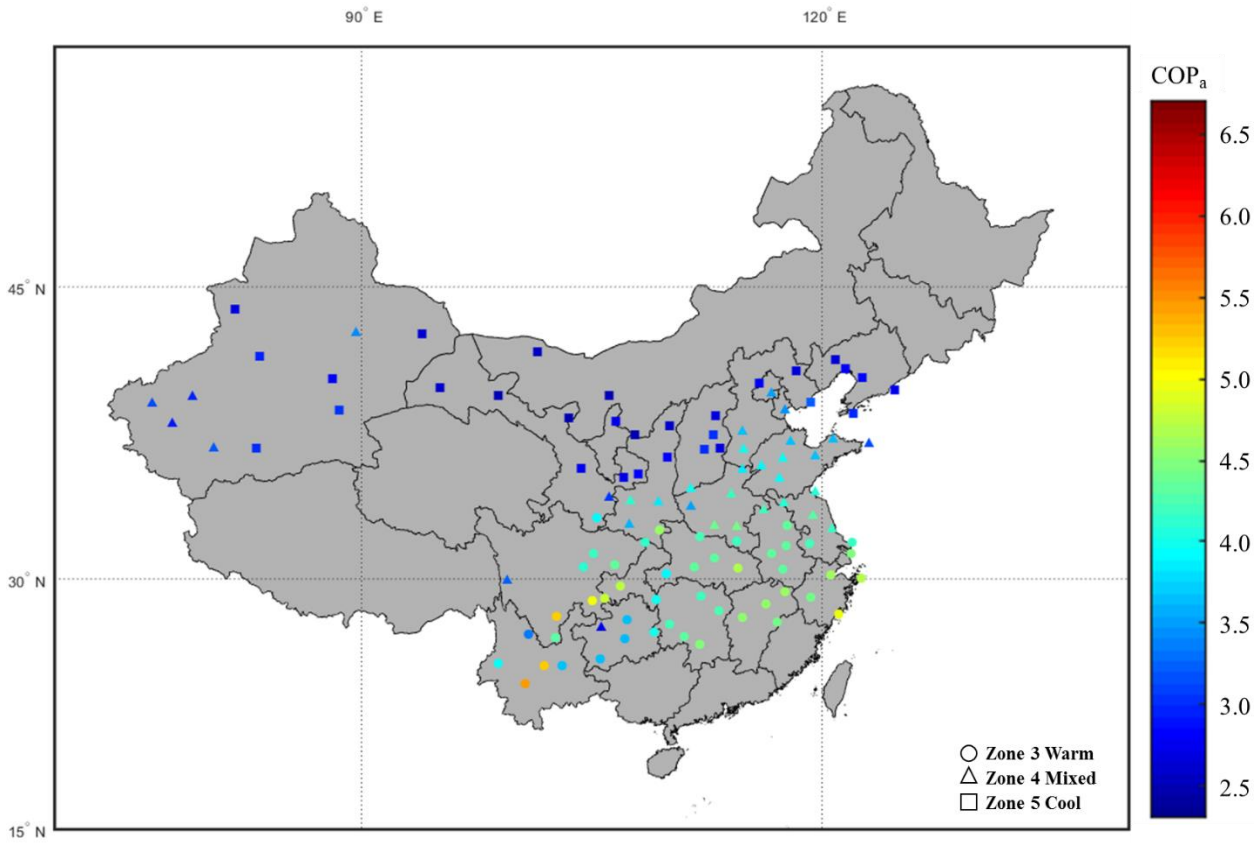 90° E 120° E
COPₐ
6.5
6.0
45° N
5.5
5.0
4.5
4.0
30° N
3.5
3.0
Zone 3 Warm
Zone 4 Mixed
2.5
Zone 5 Cool
15° N